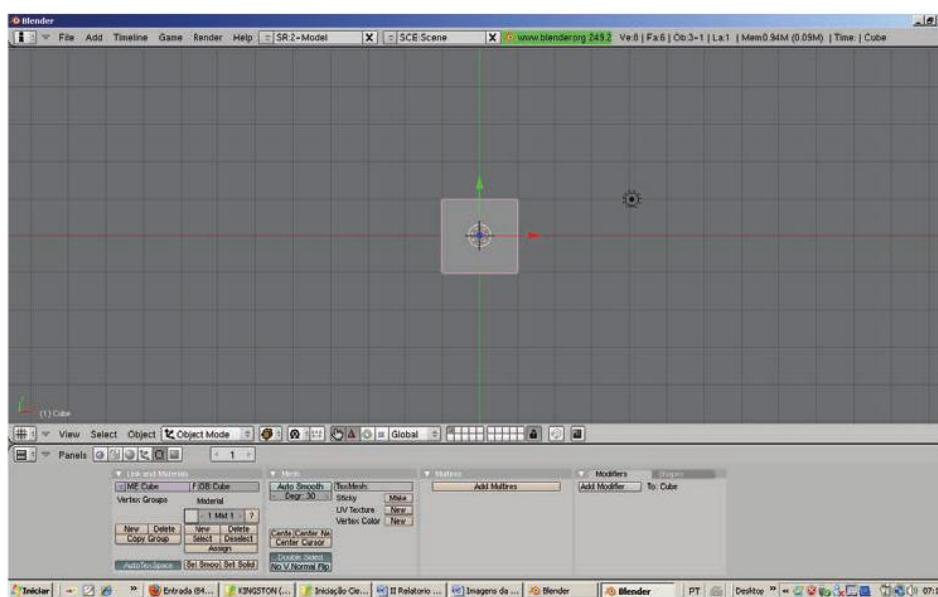 Blender
File Add Timeline Game Render Help SR:2-Model X SCE:Scene X www.blender.org 249.2 Ve:8 | Fa:6 | Ob:3-1 | La:1 | Mem:0.94M (0.09M) | Time: | Cube
(1) Cube
View Select Object Object Mode Global
Panels 1
Link and Materials Mesh Multires Modifiers Shapes
ME:Cube F OB:Cube Auto Smooth TexMesh: Add Multires Add Modifier To: Cube
Vertex Groups Material Degr: 30 Sticky Make
1 Mat 1 ? UV Texture New
New Delete New Delete Vertex Color New
Copy Group Select Deselect Center Cursor
Assign
Double Sided
AutoTexSpace Set Smoo Set Solid No V.Normal Flip
Iniciar » Entrada (84... KINGSTON (... Iniciação Cie... II Relatorio ... Imagens da ... Blender Blender PT Desktop » « 07:1